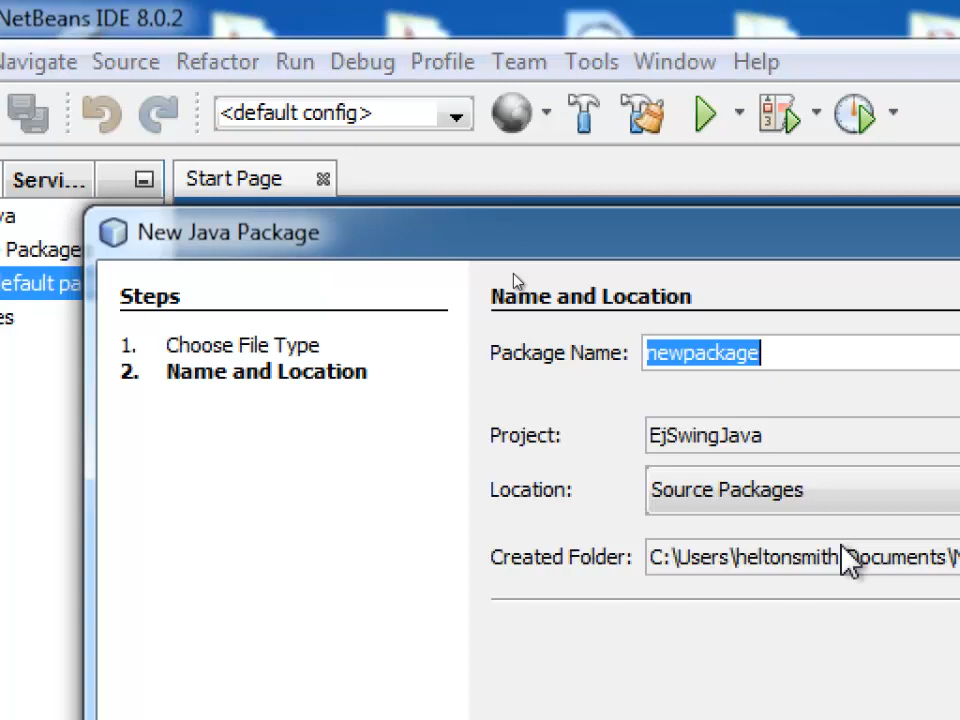 NetBeans IDE 8.0.2
Navigate Source Refactor Run Debug Profile Team Tools Window Help
<default config>
Servi... Start Page
va
Package
efault pa
es
New Java Package
Steps
1. Choose File Type
2. Name and Location
Name and Location
Package Name: newpackage
Project: EjSwingJava
Location: Source Packages
Created Folder: C:\Users\heltonsmith\Documents\N